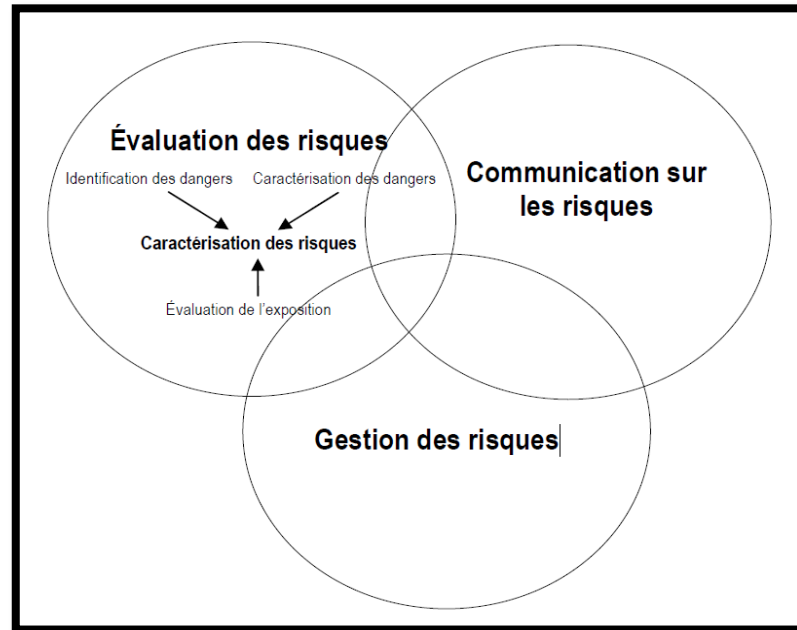 Évaluation des risques
Identification des dangers
Caractérisation des dangers
Caractérisation des risques
Évaluation de l'exposition
Communication sur
les risques
Gestion des risques